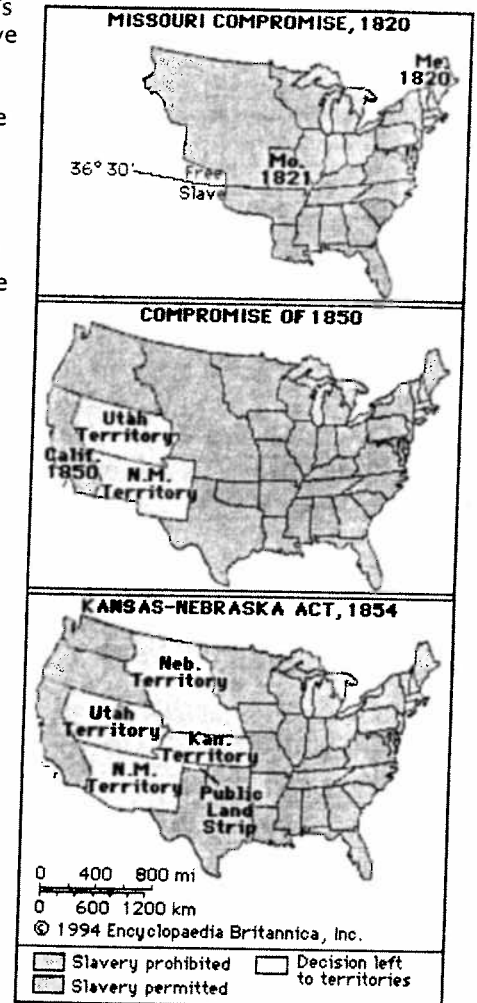 's
ve
e
e
MISSOURI COMPROMISE, 1820
Me.
1820
36° 30'
Free
Slave
Mo.
1821
COMPROMISE OF 1850
Utah
Territory
Calif.
1850
N.M.
Territory
KANSAS-NEBRASKA ACT, 1854
Neb.
Territory
Utah
Territory
Kan.
Territory
N.M.
Territory
Public
Land
Strip
0 400 800 mi
0 600 1200 km
© 1994 Encyclopaedia Britannica, Inc.
Slavery prohibited
Slavery permitted
Decision left
to territories